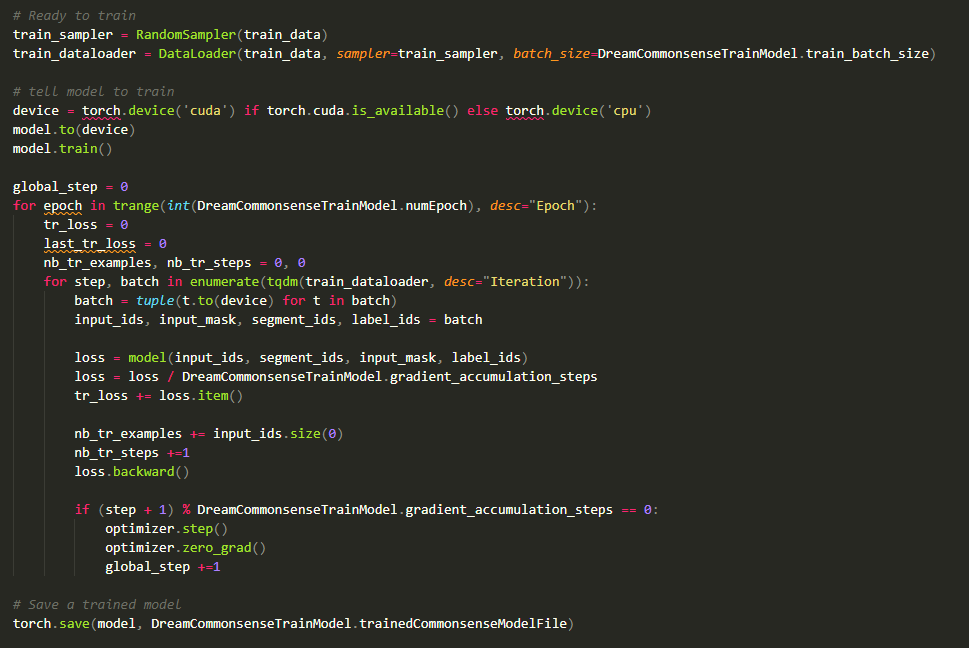 # Ready to train
train_sampler = RandomSampler(train_data)
train_dataloader = DataLoader(train_data, sampler=train_sampler, batch_size=DreamCommonsenseTrainModel.train_batch_size)

# tell model to train
device = torch.device('cuda') if torch.cuda.is_available() else torch.device('cpu')
model.to(device)
model.train()

global_step = 0
for epoch in trange(int(DreamCommonsenseTrainModel.numEpoch), desc="Epoch"):
    tr_loss = 0
    last_tr_loss = 0
    nb_tr_examples, nb_tr_steps = 0, 0
    for step, batch in enumerate(tqdm(train_dataloader, desc="Iteration")):
        batch = tuple(t.to(device) for t in batch)
        input_ids, input_mask, segment_ids, label_ids = batch

        loss = model(input_ids, segment_ids, input_mask, label_ids)
        loss = loss / DreamCommonsenseTrainModel.gradient_accumulation_steps
        tr_loss += loss.item()

        nb_tr_examples += input_ids.size(0)
        nb_tr_steps +=1
        loss.backward()

        if (step + 1) % DreamCommonsenseTrainModel.gradient_accumulation_steps == 0:
            optimizer.step()
            optimizer.zero_grad()
            global_step +=1

# Save a trained model
torch.save(model, DreamCommonsenseTrainModel.trainedCommonsenseModelFile)